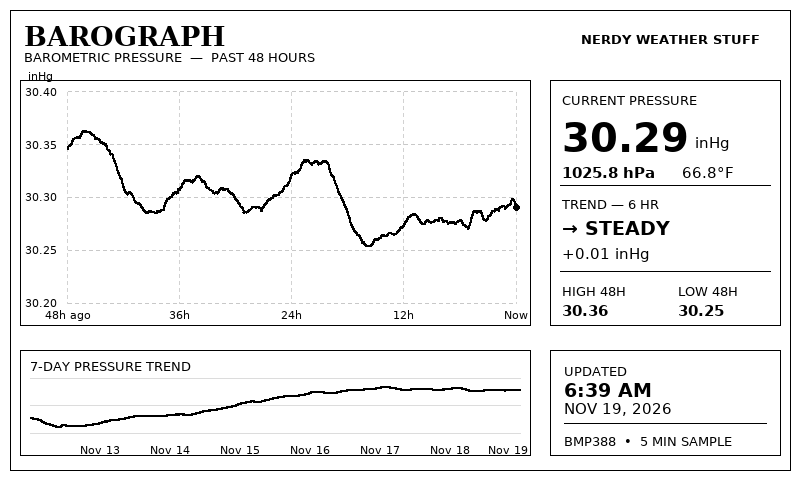 BAROGRAPH
BAROMETRIC PRESSURE — PAST 48 HOURS
NERDY WEATHER STUFF
inHg
30.40
30.35
30.30
30.25
30.20
48h ago 36h 24h 12h Now
CURRENT PRESSURE
30.29 inHg
1025.8 hPa 66.8°F
TREND — 6 HR
→ STEADY
+0.01 inHg
HIGH 48H LOW 48H
30.36 30.25
7-DAY PRESSURE TREND
Nov 13 Nov 14 Nov 15 Nov 16 Nov 17 Nov 18 Nov 19
UPDATED
6:39 AM
NOV 19, 2026
BMP388 • 5 MIN SAMPLE